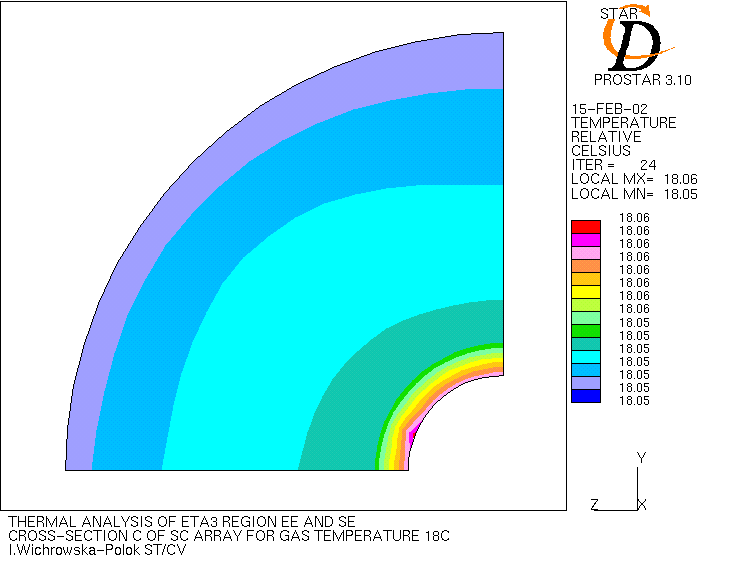 STAR
D
PROSTAR 3.10
15-FEB-02
TEMPERATURE
RELATIVE
CELSIUS
ITER = 24
LOCAL MX= 18.06
LOCAL MN= 18.05
18.06
18.06
18.06
18.06
18.06
18.06
18.06
18.06
18.05
18.05
18.05
18.05
18.05
18.05
18.05
Y
Z
X
THERMAL ANALYSIS OF ETA3 REGION EE AND SE
CROSS-SECTION C OF SC ARRAY FOR GAS TEMPERATURE 18C
I.Wichrowska-Polok ST/CV